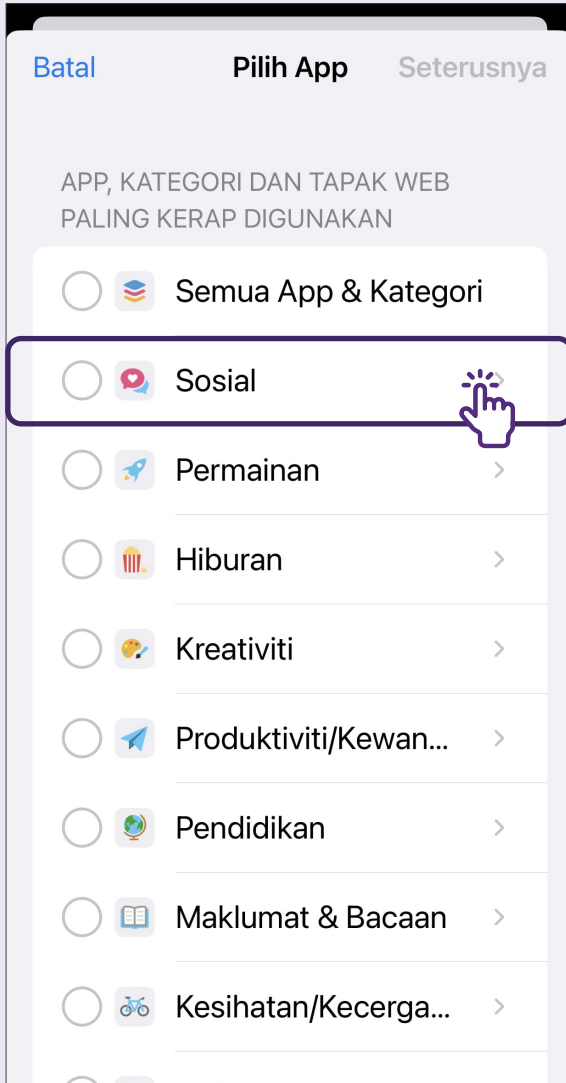 Batal Pilih App Seterusnya
APP, KATEGORI DAN TAPAK WEB
PALING KERAP DIGUNAKAN
Semua App & Kategori
Sosial
Permainan
Hiburan
Kreativiti
Produktiviti/Kewan...
Pendidikan
Maklumat & Bacaan
Kesihatan/Kecerga...